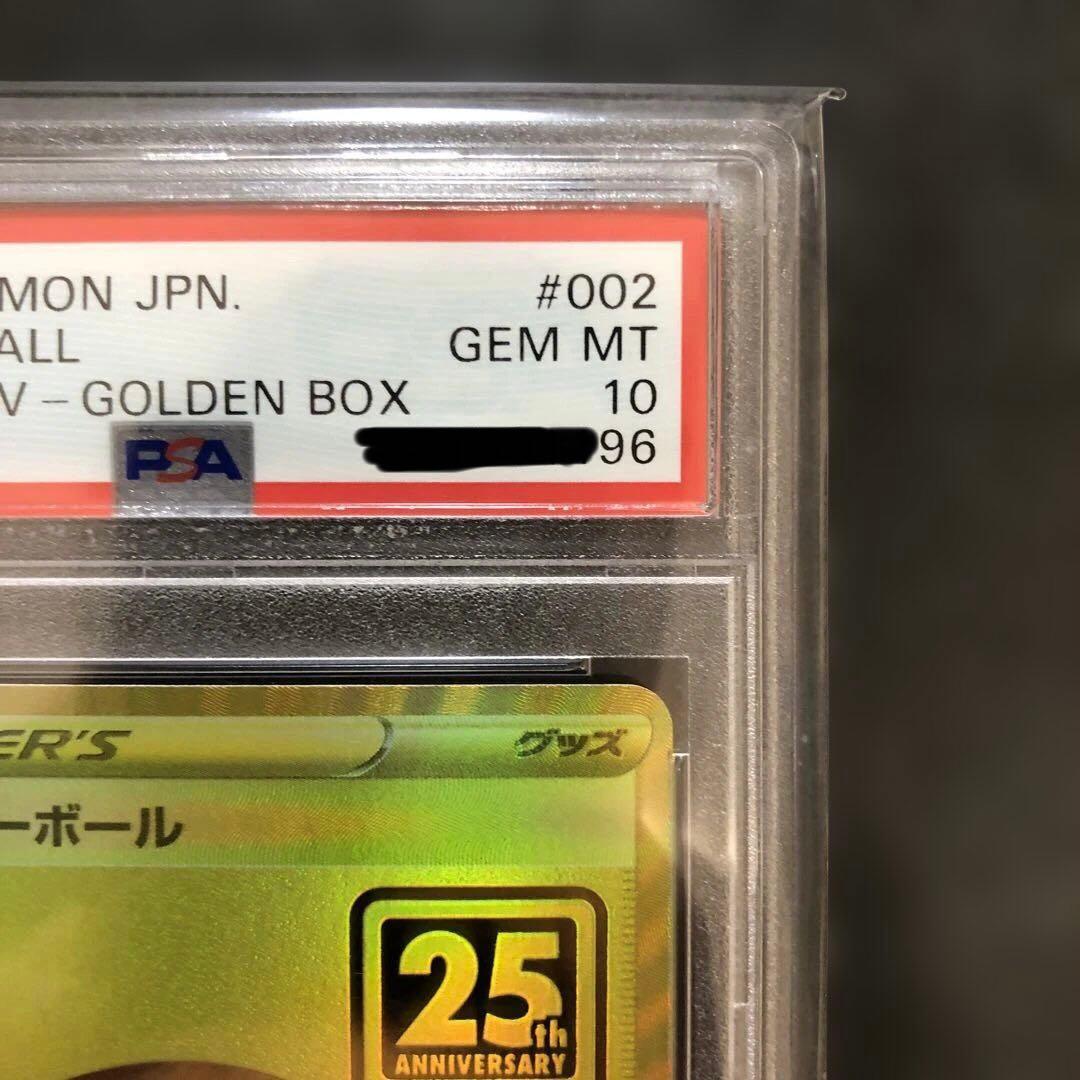 MON JPN. #002
ALL GEM MT
V-GOLDEN BOX 10
PSA 96
ER'S グッズ
ーボール
25th
ANNIVERSARY